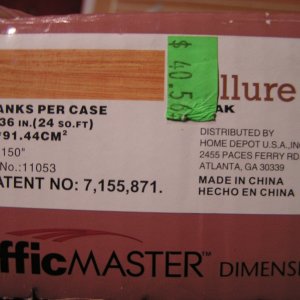 llure
$ 40.56
AK
ANKS PER CASE
36 IN.(24 SO.FT)
*91.44CM²
150"
No.:11053
ATENT NO: 7,155,871.
DISTRIBUTED BY
HOME DEPOT U.S.A.,INC
2455 PACES FERRY RD
ATLANTA, GA 30339
MADE IN CHINA
HECHO EN CHINA
fficMASTER™ DIMENS